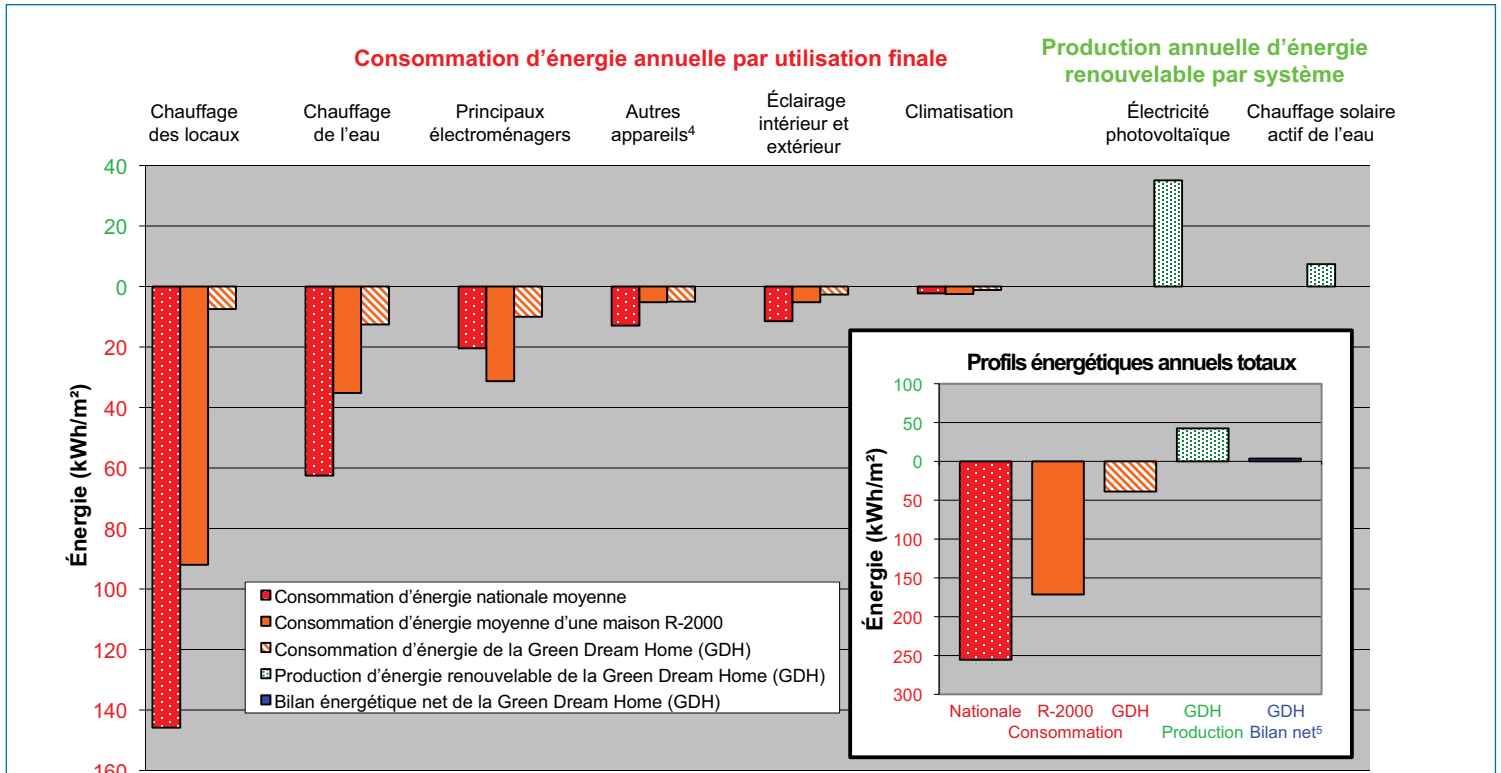 Consommation d'énergie annuelle par utilisation finale
Production annuelle d'énergie
renouvelable par système
Chauffage
des locaux
Chauffage
de l'eau
Principaux
électroménagers
Autres
appareils⁴
Éclairage
intérieur et
extérieur
Climatisation
Électricité
photovoltaïque
Chauffage solaire
actif de l'eau
Énergie (kWh/m²)
40
20
0
20
40
60
80
100
120
140
160
Consommation d'énergie nationale moyenne
Consommation d'énergie moyenne d'une maison R-2000
Consommation d'énergie de la Green Dream Home (GDH)
Production d'énergie renouvelable de la Green Dream Home (GDH)
Bilan énergétique net de la Green Dream Home (GDH)
Profils énergétiques annuels totaux
Énergie (kWh/m²)
100
50
0
50
100
150
200
250
300
Nationale R-2000 GDH
Consommation
GDH
Production
GDH
Bilan net⁵